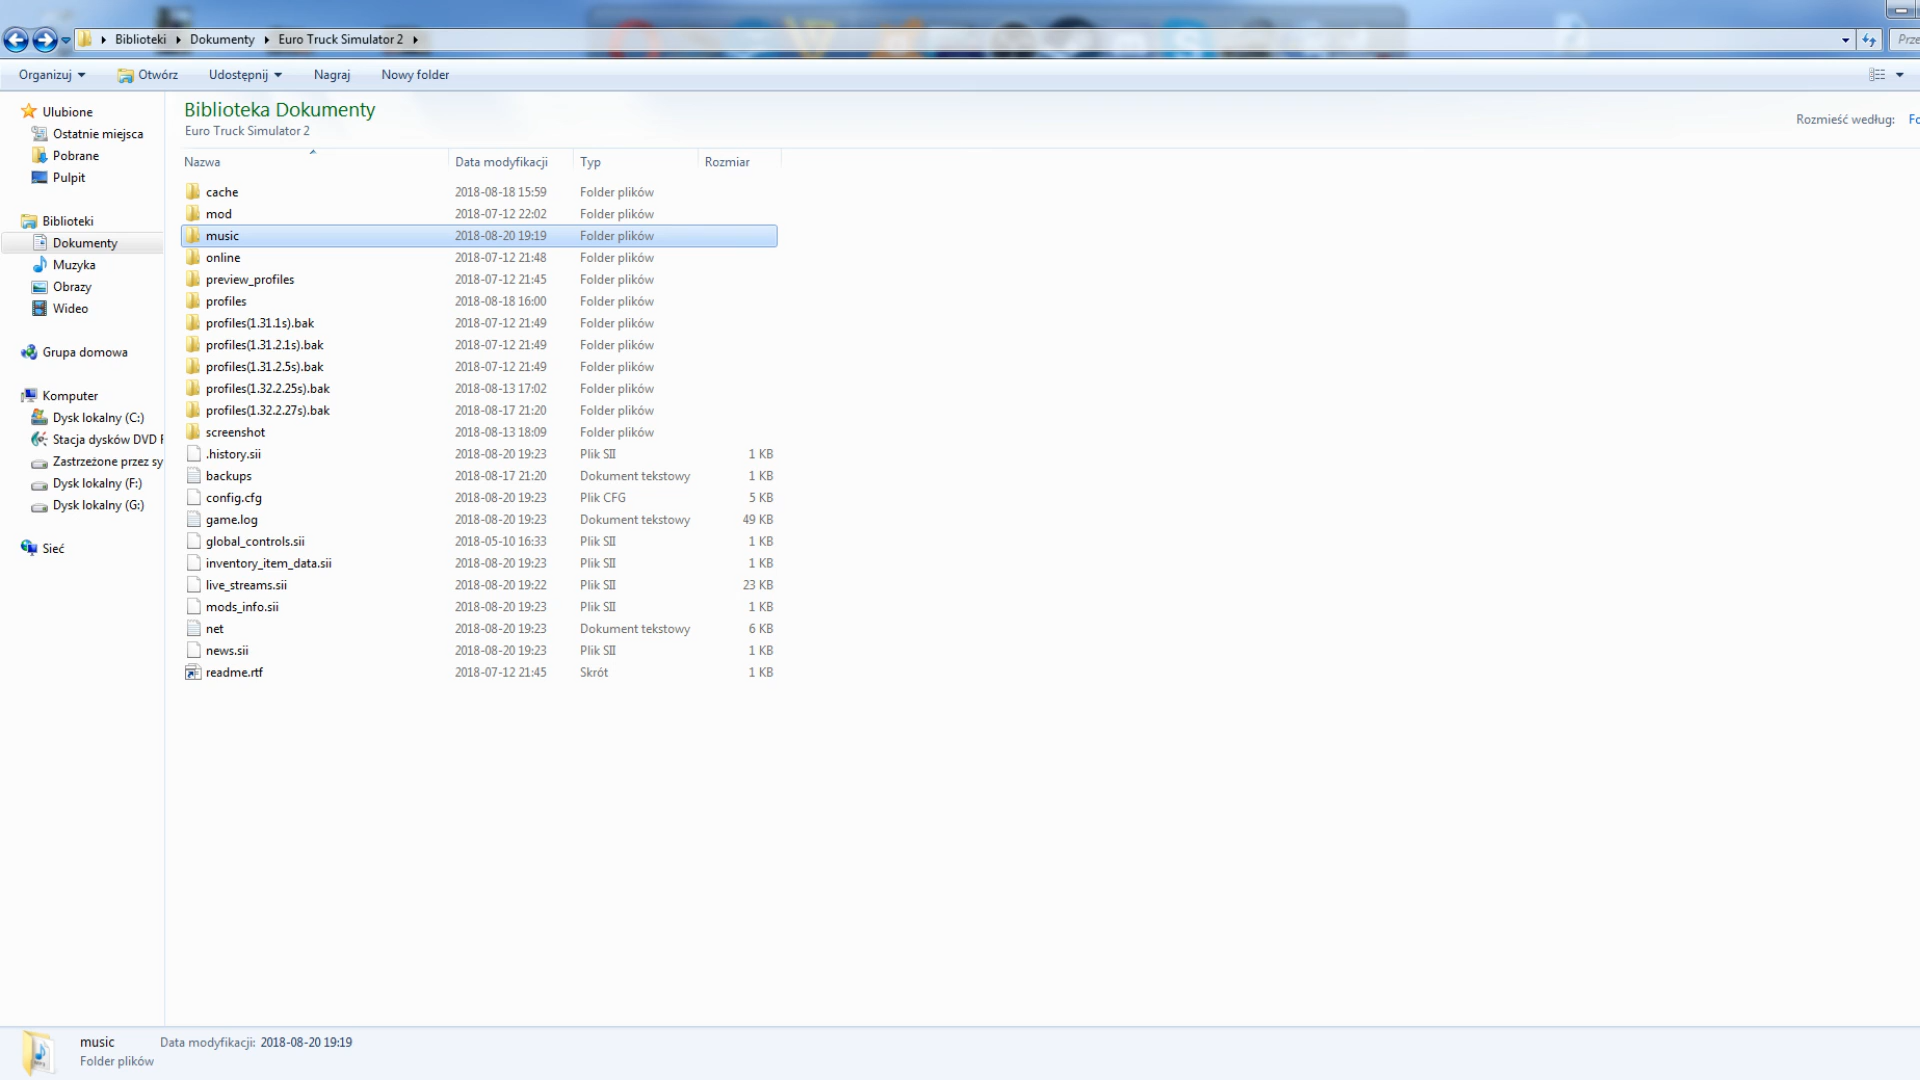 Biblioteki Dokumenty Euro Truck Simulator 2
Organizuj Otwórz Udostępnij Nagraj Nowy folder
Ulubione
Ostatnie miejsca
Pobrane
Pulpit
Biblioteki
Dokumenty
Muzyka
Obrazy
Wideo
Grupa domowa
Komputer
Dysk lokalny (C:)
Stacja dysków DVD
Zastrzeżone przez sy
Dysk lokalny (F:)
Dysk lokalny (G:)
Sieć
Biblioteka Dokumenty
Euro Truck Simulator 2
Rozmieść według:
Nazwa Data modyfikacji Typ Rozmiar
cache 2018-08-18 15:59 Folder plików
mod 2018-07-12 22:02 Folder plików
music 2018-08-20 19:19 Folder plików
online 2018-07-12 21:48 Folder plików
preview_profiles 2018-07-12 21:45 Folder plików
profiles 2018-08-18 16:00 Folder plików
profiles(1.31.1s).bak 2018-07-12 21:49 Folder plików
profiles(1.31.2.1s).bak 2018-07-12 21:49 Folder plików
profiles(1.31.2.5s).bak 2018-07-12 21:49 Folder plików
profiles(1.32.2.25s).bak 2018-08-13 17:02 Folder plików
profiles(1.32.2.27s).bak 2018-08-17 21:20 Folder plików
screenshot 2018-08-13 18:09 Folder plików
.history.sii 2018-08-20 19:23 Plik SII 1 KB
backups 2018-08-17 21:20 Dokument tekstowy 1 KB
config.cfg 2018-08-20 19:23 Plik CFG 5 KB
game.log 2018-08-20 19:23 Dokument tekstowy 49 KB
global_controls.sii 2018-05-10 16:33 Plik SII 1 KB
inventory_item_data.sii 2018-08-20 19:23 Plik SII 1 KB
live_streams.sii 2018-08-20 19:22 Plik SII 23 KB
mods_info.sii 2018-08-20 19:23 Plik SII 1 KB
net 2018-08-20 19:23 Dokument tekstowy 6 KB
news.sii 2018-08-20 19:23 Plik SII 1 KB
readme.rtf 2018-07-12 21:45 Skrót 1 KB
music Data modyfikacji: 2018-08-20 19:19
Folder plików